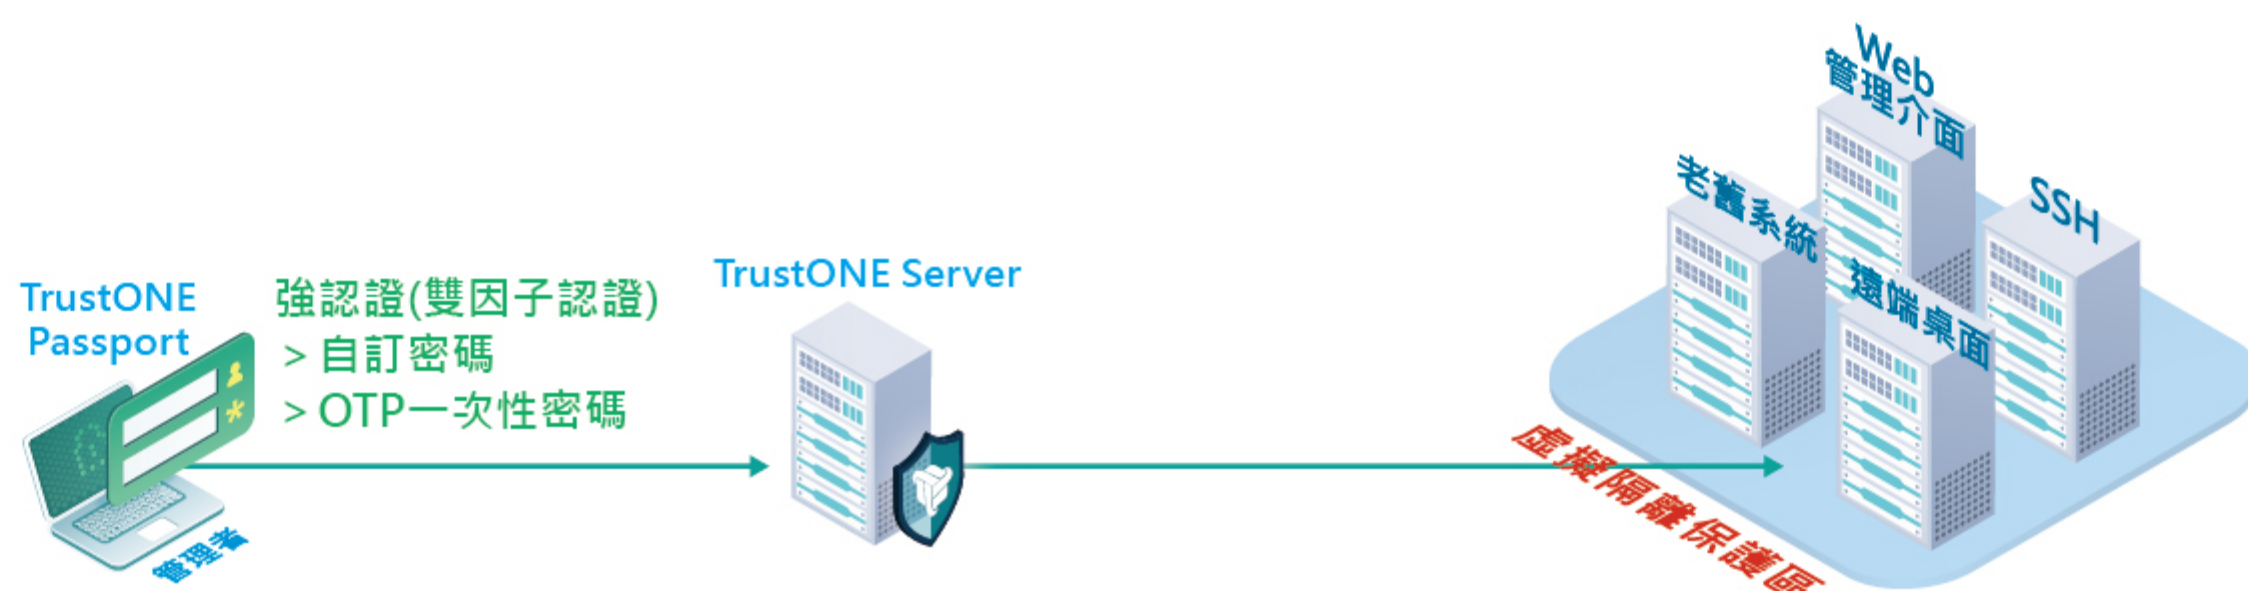 TrustONE
Passport
管理者
強認證(雙因子認證)
> 自訂密碼
> OTP一次性密碼
TrustONE Server
Web
管理介面
老舊系統
SSH
遠端桌面
虛擬隔離保護區